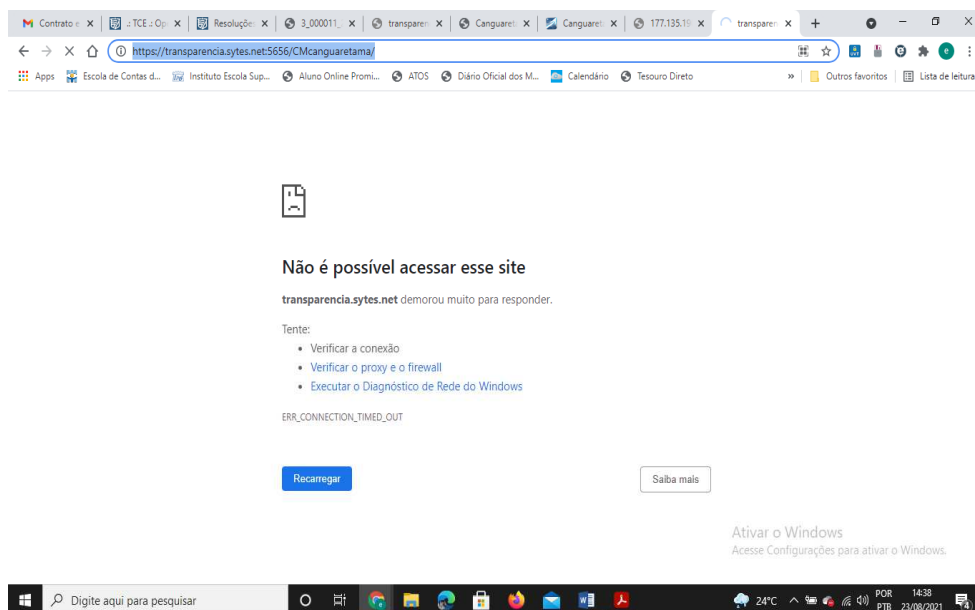 Contrato e
.: TCE .: Op
Resoluções
3_000011_
transparen
Canguaret
Canguaret
177.135.19
transparen
https://transparencia.sytes.net:5656/CMcanguaretama/
Apps
Escola de Contas d...
Instituto Escola Sup...
Aluno Online Promi...
ATOS
Diário Oficial dos M...
Calendário
Tesouro Direto
»
Outros favoritos
Lista de leitura
Não é possível acessar esse site
transparencia.sytes.net demorou muito para responder.
Tente:
• Verificar a conexão
• Verificar o proxy e o firewall
• Executar o Diagnóstico de Rede do Windows
ERR_CONNECTION_TIMED_OUT
Recarregar
Saiba mais
Ativar o Windows
Acesse Configurações para ativar o Windows.
Digite aqui para pesquisar
24°C
POR
PTB
14:38
23/08/2021